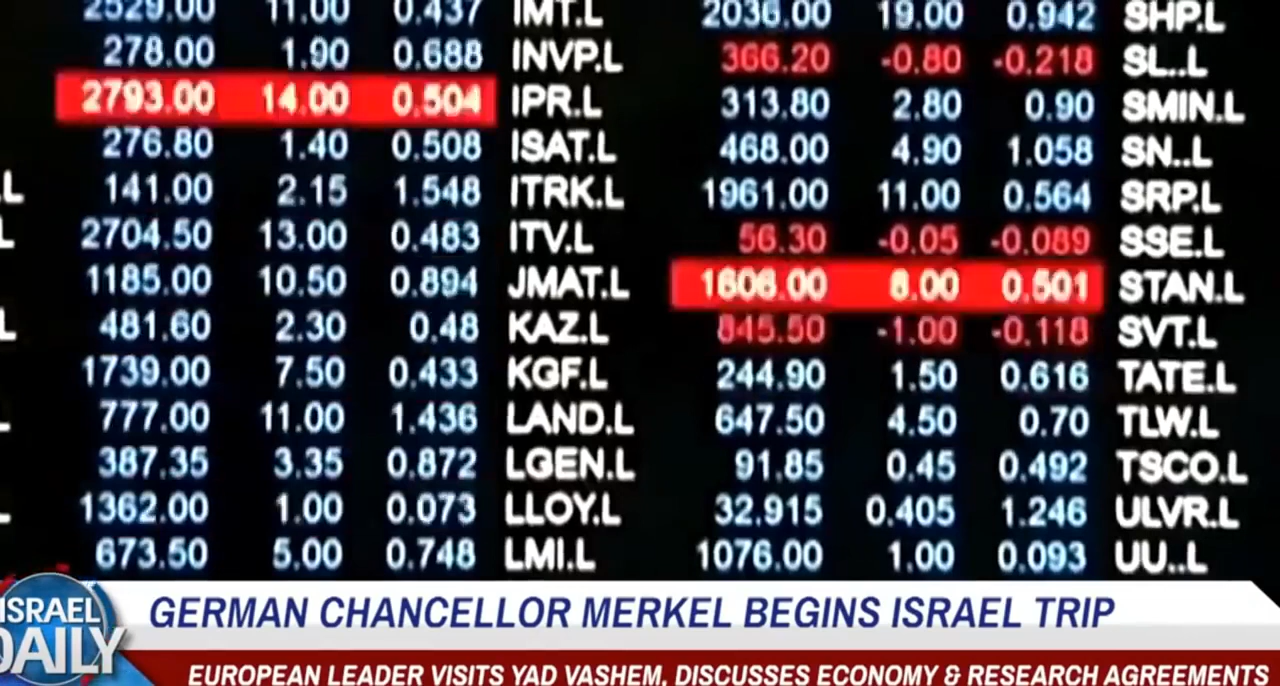 2529.00 11.00 0.437 IMT.L 2036.00 19.00 0.942 SHP.L
278.00 1.90 0.688 INVP.L 366.20 -0.80 -0.218 SL..L
2793.00 14.00 0.504 IPR.L 313.80 2.80 0.90 SMIN.L
276.80 1.40 0.508 ISAT.L 468.00 4.90 1.058 SN..L
.L 141.00 2.15 1.548 ITRK.L 1961.00 11.00 0.564 SRP.L
L 2704.50 13.00 0.483 ITV.L 56.30 -0.05 -0.089 SSE.L
1185.00 10.50 0.894 JMAT.L 1606.00 8.00 0.501 STAN.L
L 481.60 2.30 0.48 KAZ.L 845.50 -1.00 -0.118 SVT.L
1739.00 7.50 0.433 KGF.L 244.90 1.50 0.616 TATE.L
777.00 11.00 1.436 LAND.L 647.50 4.50 0.70 TLW.L
387.35 3.35 0.872 LGEN.L 91.85 0.45 0.492 TSCO.L
1362.00 1.00 0.073 LLOY.L 32.915 0.405 1.246 ULVR.L
673.50 5.00 0.748 LMI.L 1076.00 1.00 0.093 UU..L
ISRAEL
DAILY
GERMAN CHANCELLOR MERKEL BEGINS ISRAEL TRIP
EUROPEAN LEADER VISITS YAD VASHEM, DISCUSSES ECONOMY & RESEARCH AGREEMENTS